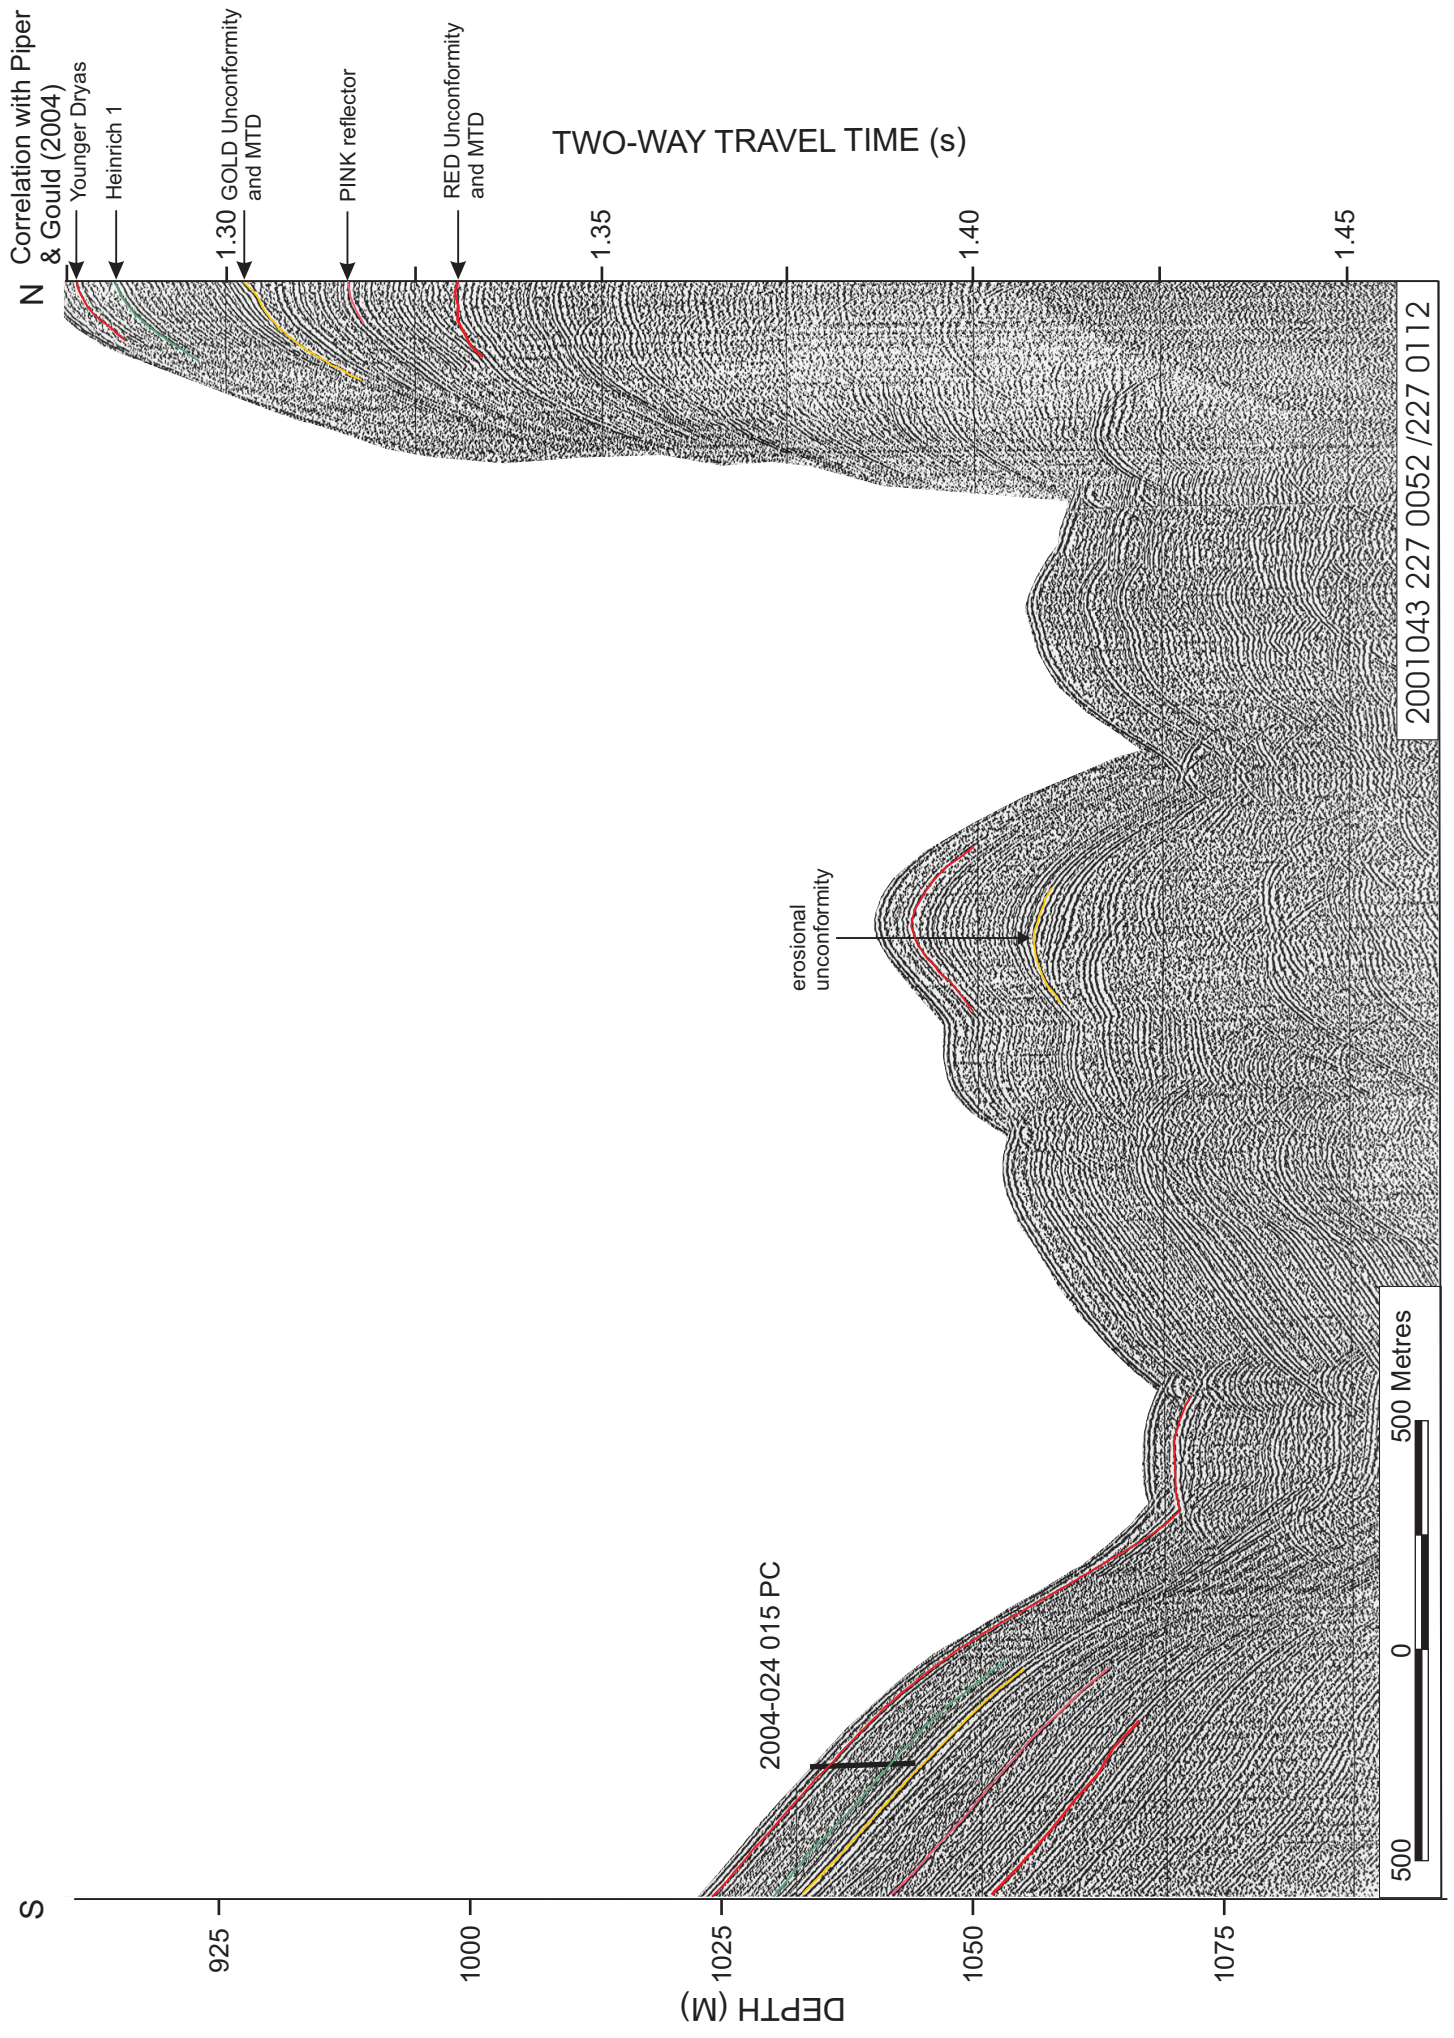 Correlation with Piper
& Gould (2004)
Younger Dryas
Heinrich 1
GOLD Unconformity
and MTD
PINK reflector
RED Unconformity
and MTD
N
S
TWO-WAY TRAVEL TIME (s)
1.30
1.35
1.40
1.45
erosional
unconformity
2004-024 015 PC
925
1000
1025
1050
1075
DEPTH (M)
500 0 500 Metres
2001043 227 0052 /227 0112